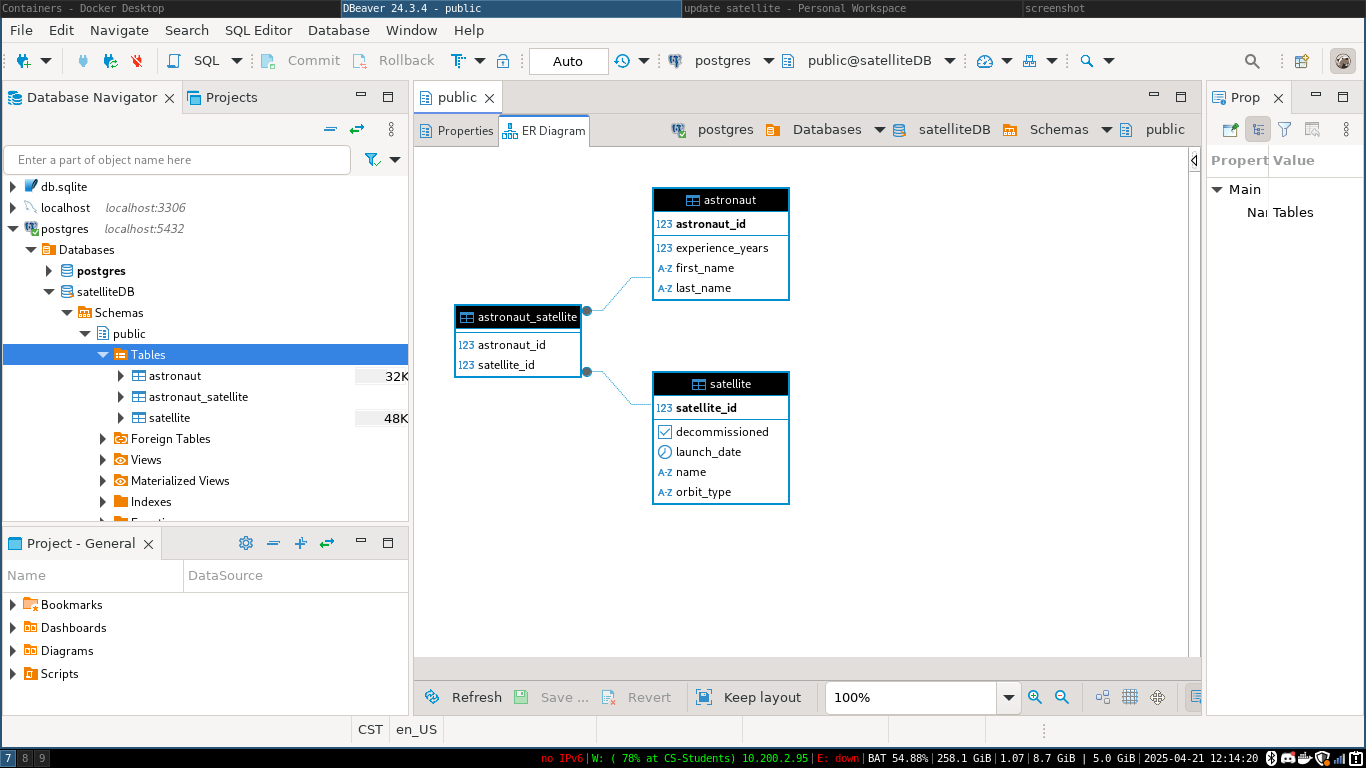 Containers - Docker Desktop DBeaver 24.3.4 - public update satellite - Personal Workspace screenshot
File Edit Navigate Search SQL Editor Database Window Help
SQL Commit Rollback T Auto postgres public@satelliteDB
Database Navigator Projects
Enter a part of object name here
db.sqlite
localhost localhost:3306
postgres localhost:5432
Databases
postgres
satelliteDB
Schemas
public
Tables
astronaut 32K
astronaut_satellite
satellite 48K
Foreign Tables
Views
Materialized Views
Indexes
Project - General
Name DataSource
Bookmarks
Dashboards
Diagrams
Scripts
public
Properties ER Diagram postgres Databases satelliteDB Schemas public
astronaut
123 astronaut_id
123 experience_years
A-Z first_name
A-Z last_name
astronaut_satellite
123 astronaut_id
123 satellite_id
satellite
123 satellite_id
decommissioned
launch_date
A-Z name
A-Z orbit_type
Refresh Save ... Revert Keep layout 100%
Prop
Propert Value
Main
Nar Tables
CST en_US
7 8 9 no IPv6 | W: ( 78% at CS-Students) 10.200.2.95 | E: down | BAT 54.88% | 258.1 GiB | 1.07 | 8.7 GiB | 5.0 GiB | 2025-04-21 12:14:20